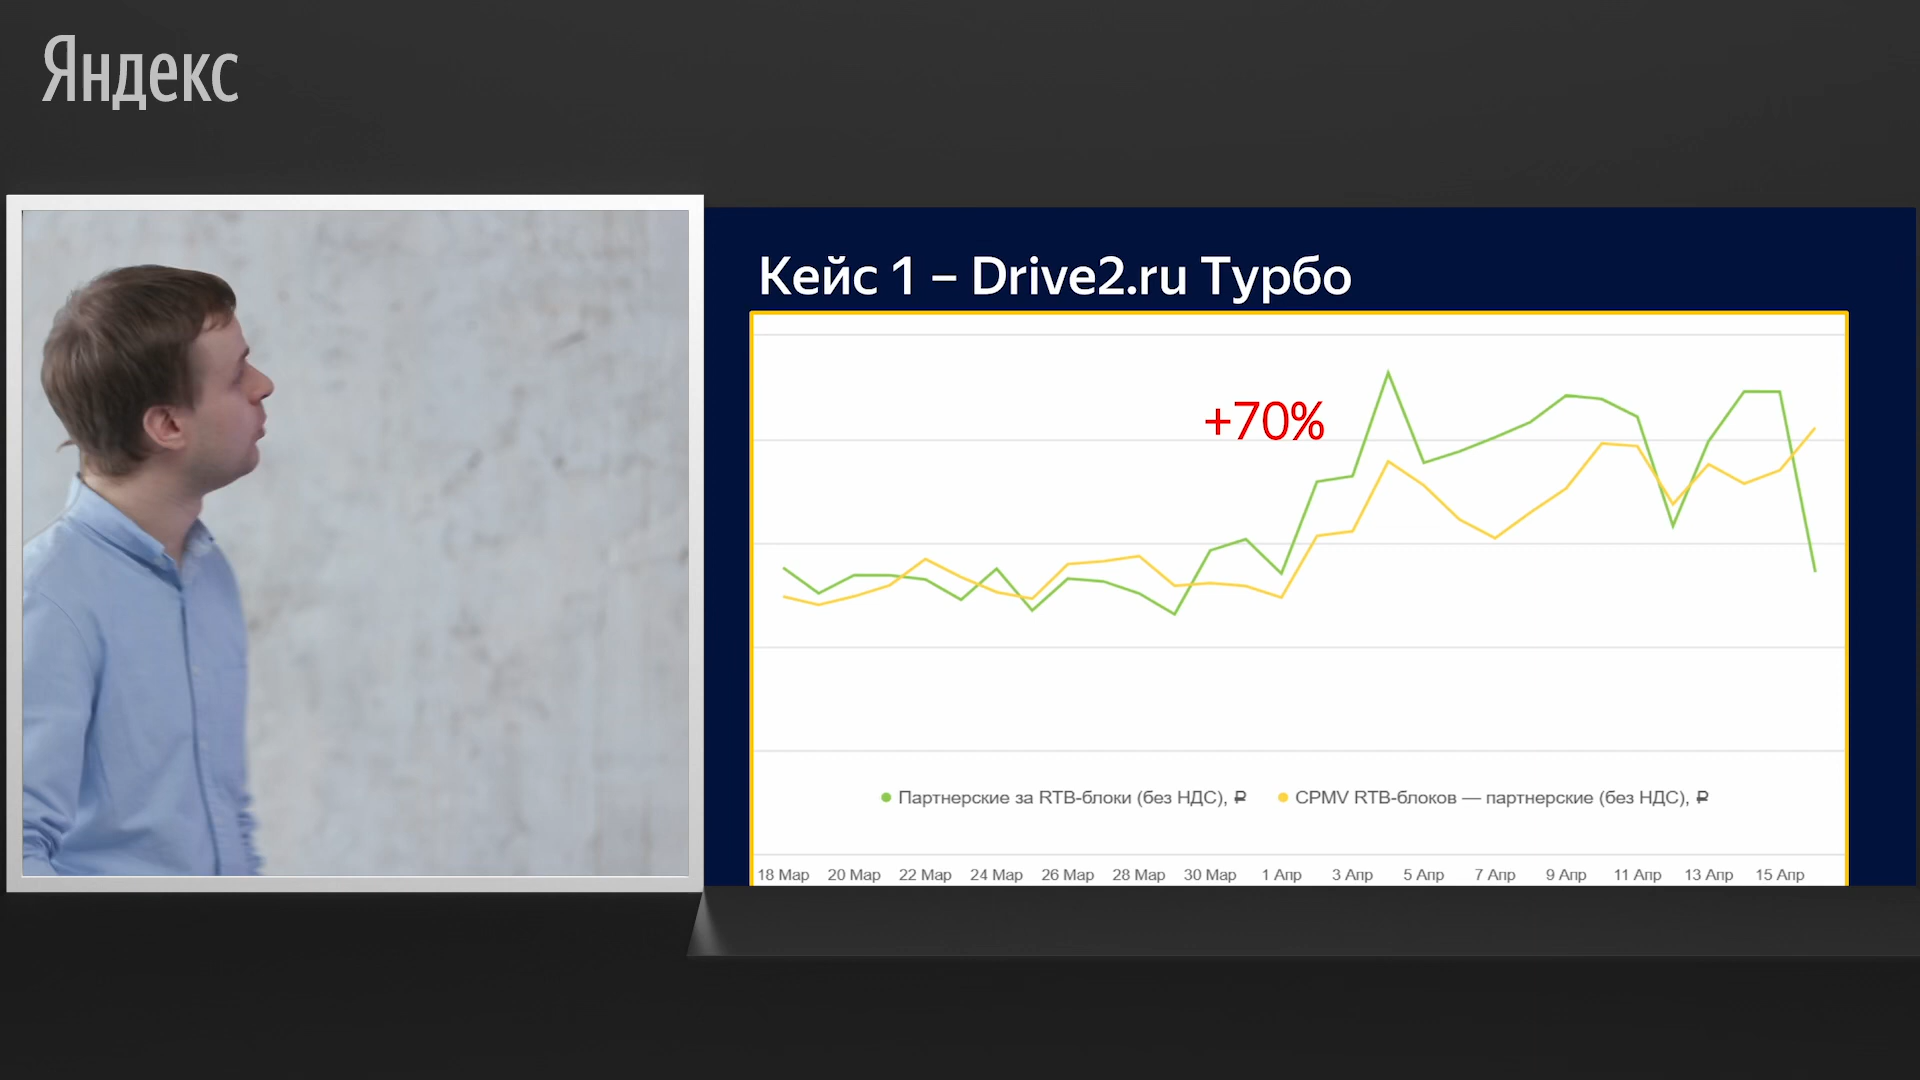 Яндекс
Кейс 1 – Drive2.ru Турбо
+70%
Партнерские за RTB-блоки (без НДС), ₽ CPMV RTB-блоков — партнерские (без НДС), ₽
18 Мар 20 Мар 22 Мар 24 Мар 26 Мар 28 Мар 30 Мар 1 Апр 3 Апр 5 Апр 7 Апр 9 Апр 11 Апр 13 Апр 15 Апр